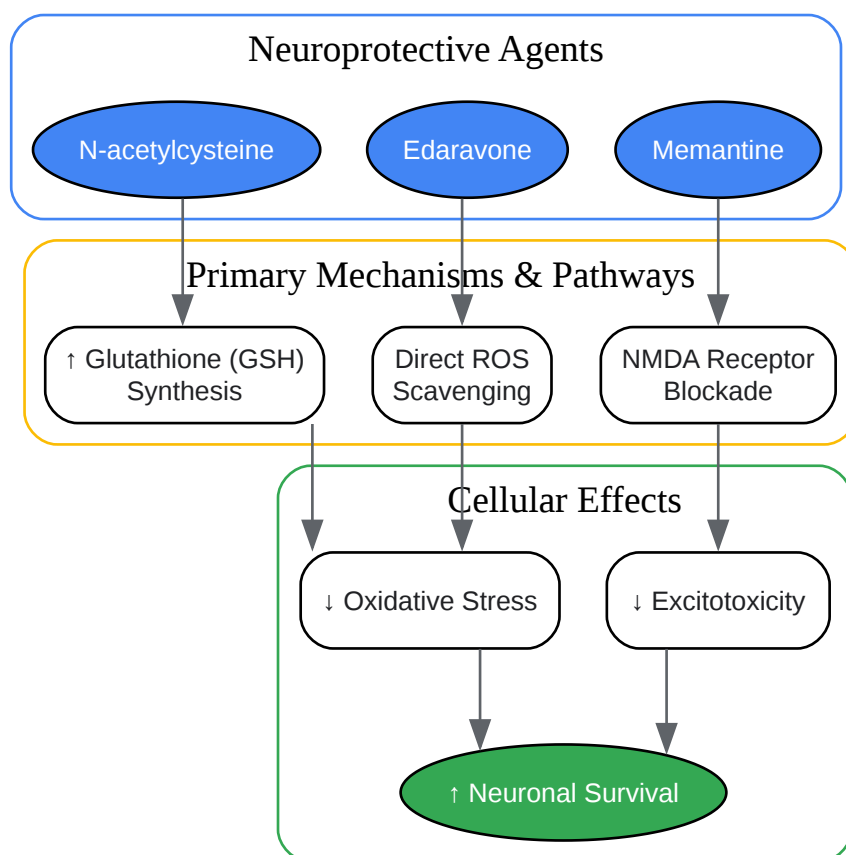 Neuroprotective Agents
N-acetylcysteine
Edaravone
Memantine
Primary Mechanisms & Pathways
↑ Glutathione (GSH)
Synthesis
Direct ROS
Scavenging
NMDA Receptor
Blockade
Cellular Effects
↓ Oxidative Stress
↓ Excitotoxicity
↑ Neuronal Survival